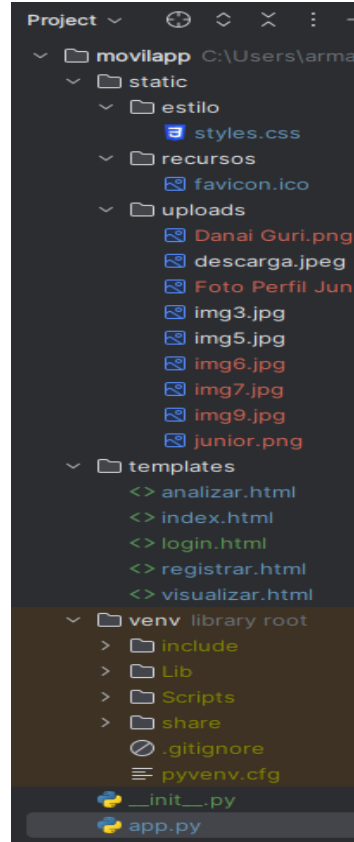 Project
movilapp C:\Users\arma
static
estilo
styles.css
recursos
favicon.ico
uploads
Danai Guri.png
descarga.jpeg
Foto Perfil Jun
img3.jpg
img5.jpg
img6.jpg
img7.jpg
img9.jpg
junior.png
templates
<> analizar.html
<> index.html
<> login.html
<> registrar.html
<> visualizar.html
venv library root
include
Lib
Scripts
share
.gitignore
pyvenv.cfg
__init__.py
app.py